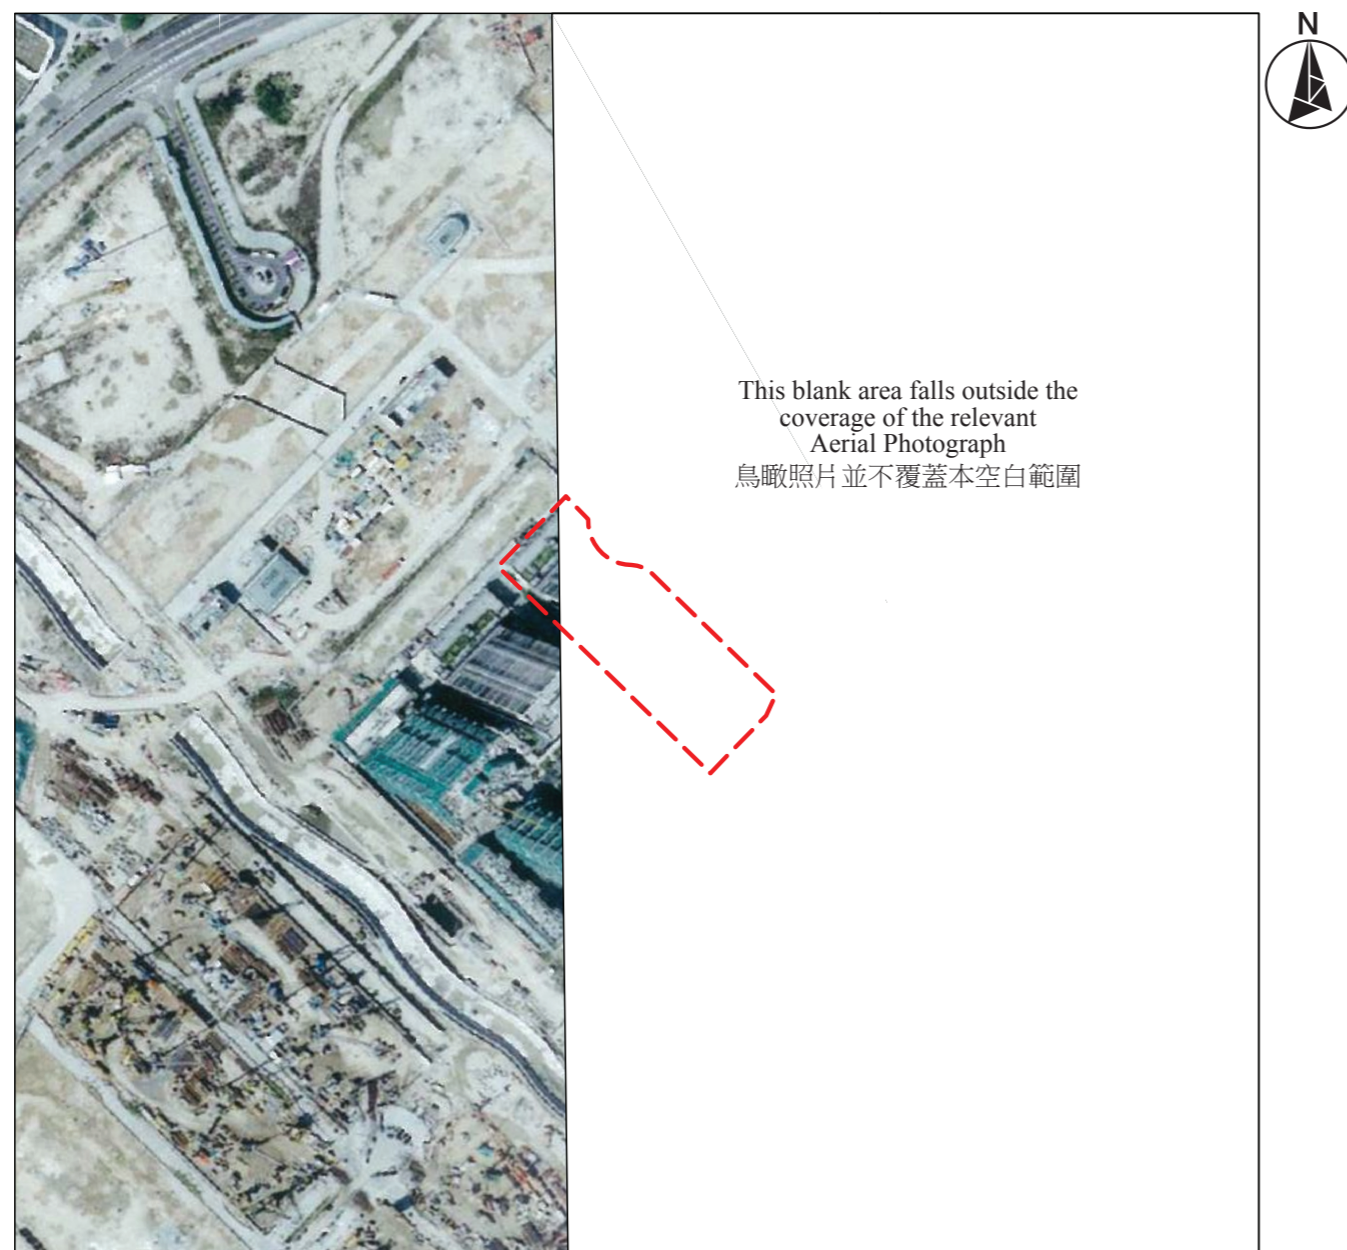 N
This blank area falls outside the
coverage of the relevant
Aerial Photograph
鳥瞰照片並不覆蓋本空白範圍